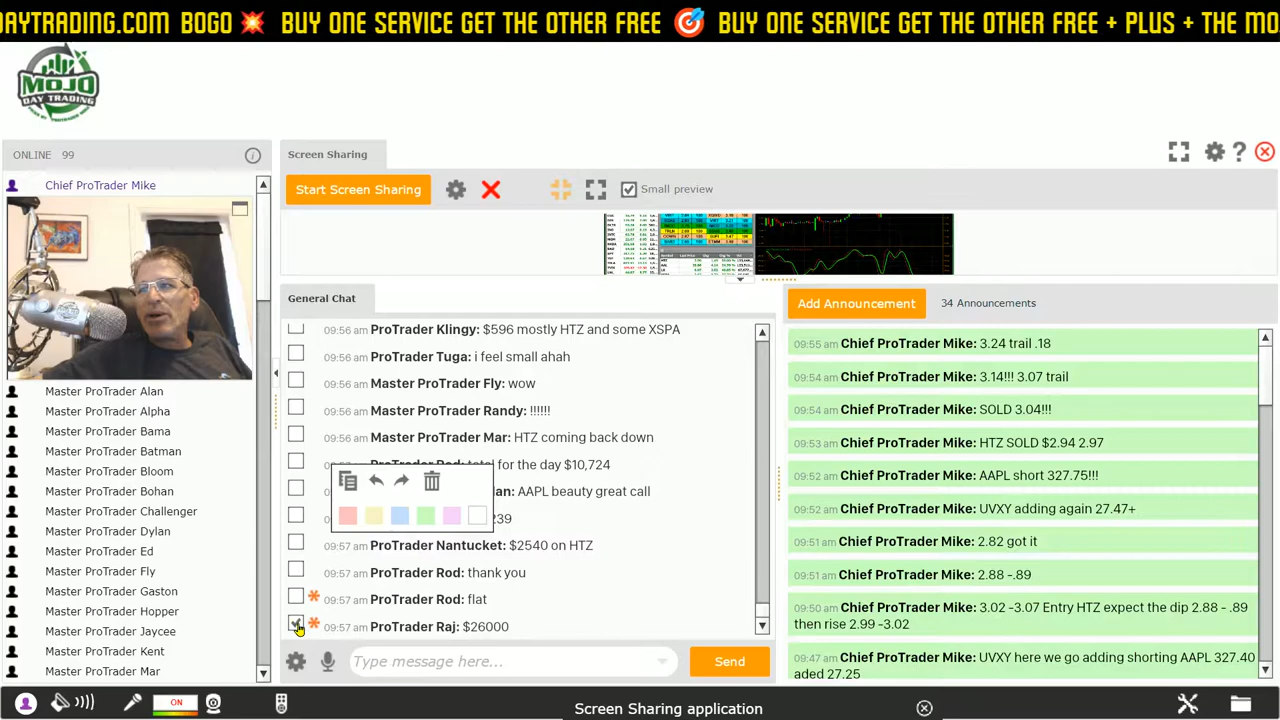 DAYTRADING.COM BOGO💥 BUY ONE SERVICE GET THE OTHER FREE 🎯 BUY ONE SERVICE GET THE OTHER FREE + PLUS + THE MO
MOJO
DAY TRADING
ONLINE 99
Screen Sharing
Chief ProTrader Mike
Start Screen Sharing
Small preview
Master ProTrader Alan
Master ProTrader Alpha
Master ProTrader Bama
Master ProTrader Batman
Master ProTrader Bloom
Master ProTrader Bohan
Master ProTrader Challenger
Master ProTrader Dylan
Master ProTrader Ed
Master ProTrader Fly
Master ProTrader Gaston
Master ProTrader Hopper
Master ProTrader Jaycee
Master ProTrader Kent
Master ProTrader Mar
General Chat
09:56 am ProTrader Klingy: $596 mostly HTZ and some XSPA
09:56 am ProTrader Tuga: i feel small ahah
09:56 am Master ProTrader Fly: wow
09:56 am Master ProTrader Randy: !!!!!!
09:56 am Master ProTrader Mar: HTZ coming back down
for the day $10,724
an: AAPL beauty great call
239
09:57 am ProTrader Nantucket: $2540 on HTZ
09:57 am ProTrader Rod: thank you
09:57 am ProTrader Rod: flat
09:57 am ProTrader Raj: $26000
Type message here...
Send
Add Announcement
34 Announcements
09:55 am Chief ProTrader Mike: 3.24 trail .18
09:54 am Chief ProTrader Mike: 3.14!!! 3.07 trail
09:54 am Chief ProTrader Mike: SOLD 3.04!!!
09:53 am Chief ProTrader Mike: HTZ SOLD $2.94 2.97
09:52 am Chief ProTrader Mike: AAPL short 327.75!!!
09:52 am Chief ProTrader Mike: UVXY adding again 27.47+
09:51 am Chief ProTrader Mike: 2.82 got it
09:51 am Chief ProTrader Mike: 2.88 -.89
09:50 am Chief ProTrader Mike: 3.02 -3.07 Entry HTZ expect the dip 2.88 - .89
then rise 2.99 -3.02
09:47 am Chief ProTrader Mike: UVXY here we go adding shorting AAPL 327.40
aded 27.25
ON
Screen Sharing application